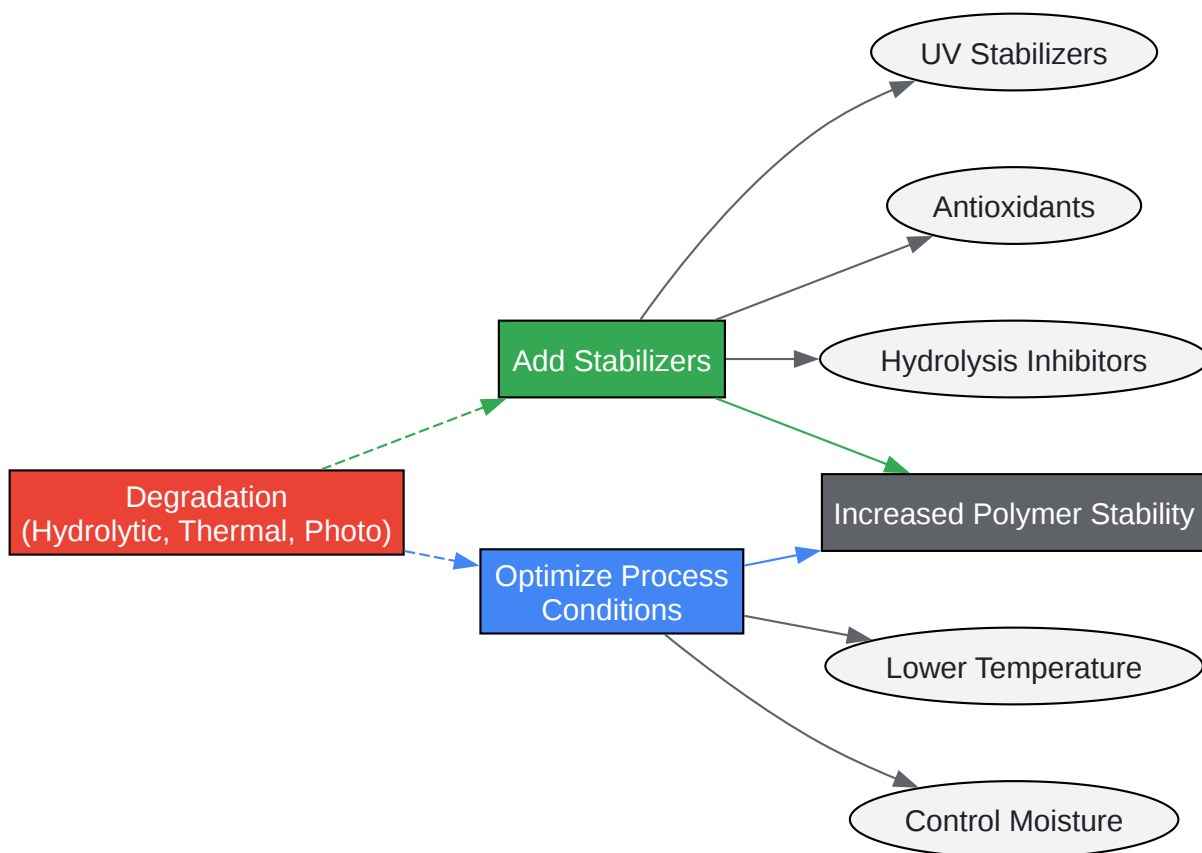 UV Stabilizers
Antioxidants
Add Stabilizers
Hydrolysis Inhibitors
Degradation
(Hydrolytic, Thermal, Photo)
Increased Polymer Stability
Optimize Process
Conditions
Lower Temperature
Control Moisture